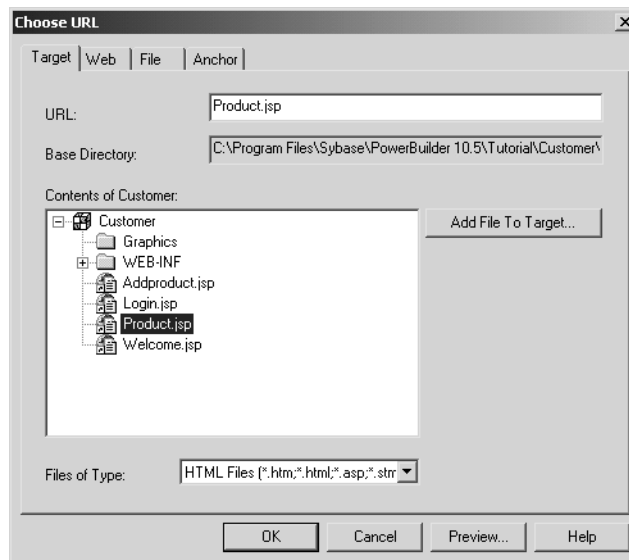 Choose URL
Target Web File Anchor
URL: Product.jsp
Base Directory: C:\Program Files\Sybase\PowerBuilder 10.5\Tutorial\Customer\
Contents of Customer:
Customer
Add File To Target...
Graphics
WEB-INF
Addproduct.jsp
Login.jsp
Product.jsp
Welcome.jsp
Files of Type: HTML Files (*.htm;*.html;*.asp;*.stm
OK Cancel Preview... Help